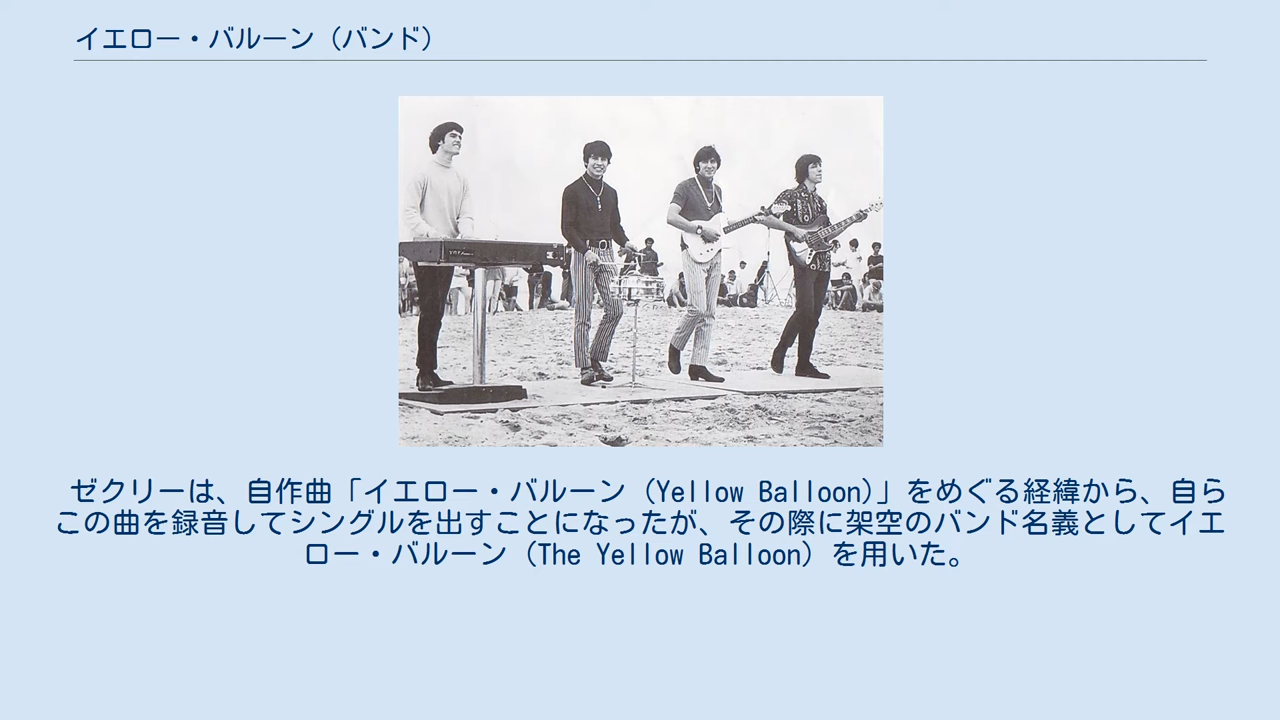 イエロー・バルーン（バンド）
ゼクリーは、自作曲「イエロー・バルーン（Yellow Balloon）」をめぐる経緯から、自ら
この曲を録音してシングルを出すことになったが、その際に架空のバンド名義としてイエ
ロー・バルーン（The Yellow Balloon）を用いた。